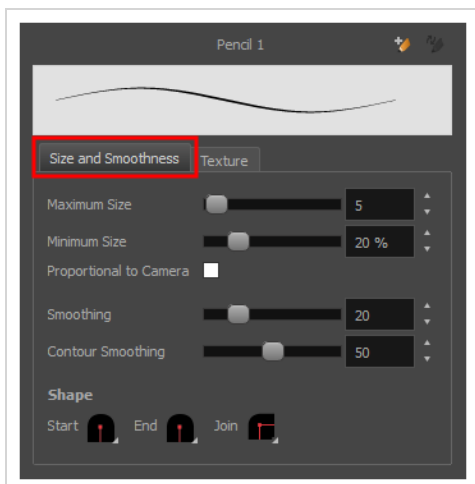 Pencil 1
Size and Smoothness Texture
Maximum Size 5
Minimum Size 20 %
Proportional to Camera
Smoothing 20
Contour Smoothing 50
Shape
Start End Join